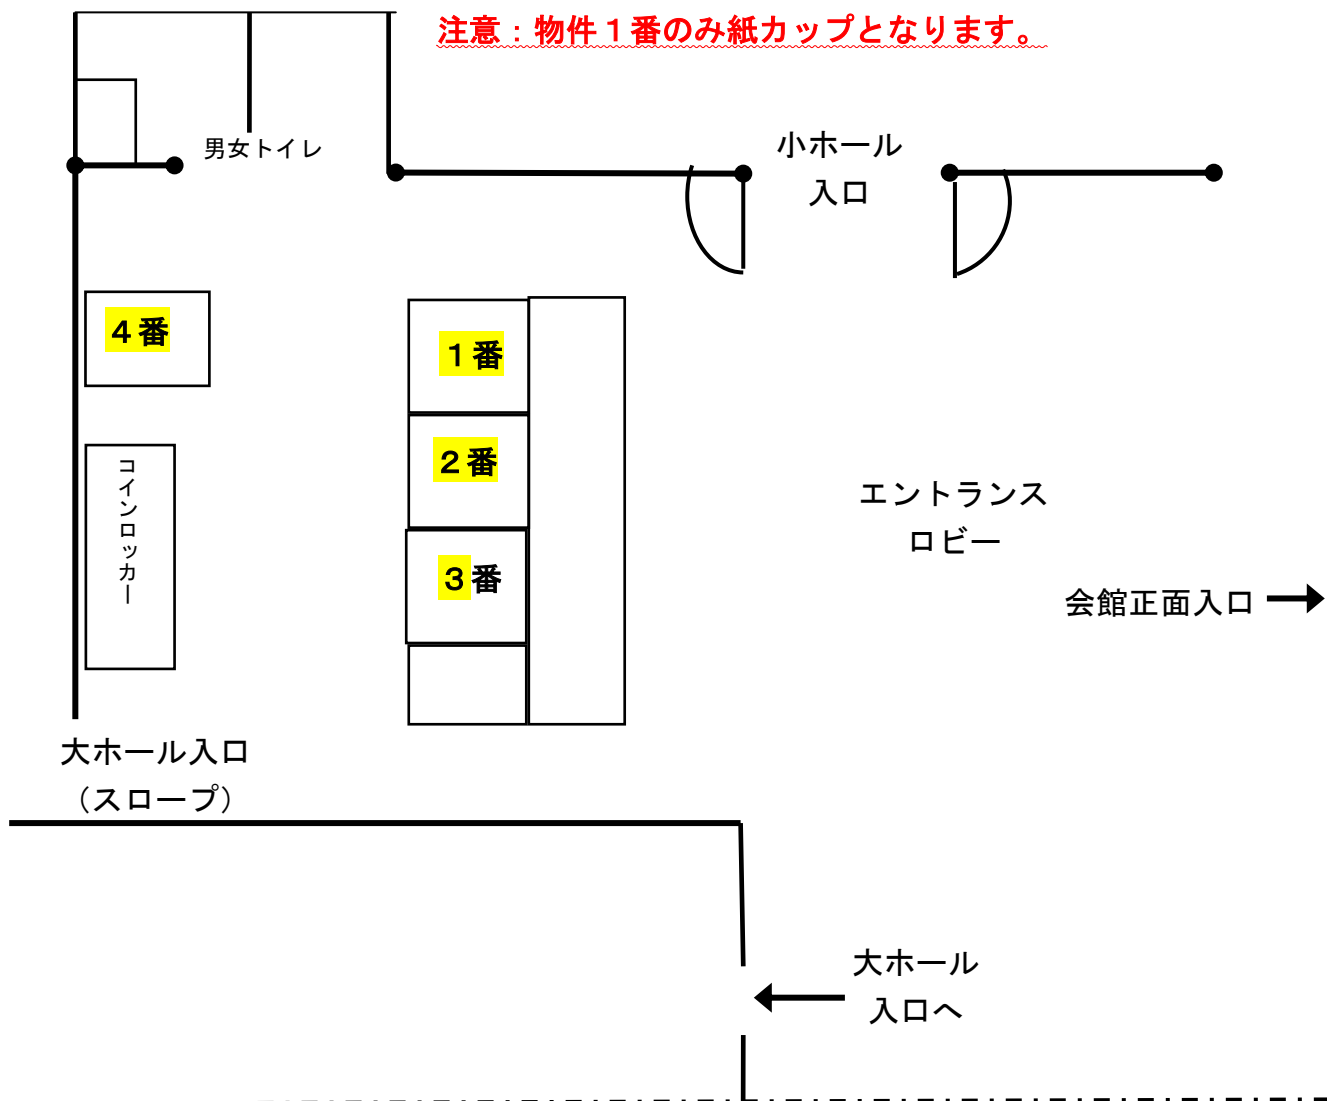 注意：物件１番のみ紙カップとなります。
男女トイレ
小ホール
入口
４番
１番
２番
３番
コインロッカー
エントランス
ロビー
会館正面入口
大ホール入口
（スロープ）
大ホール
入口へ